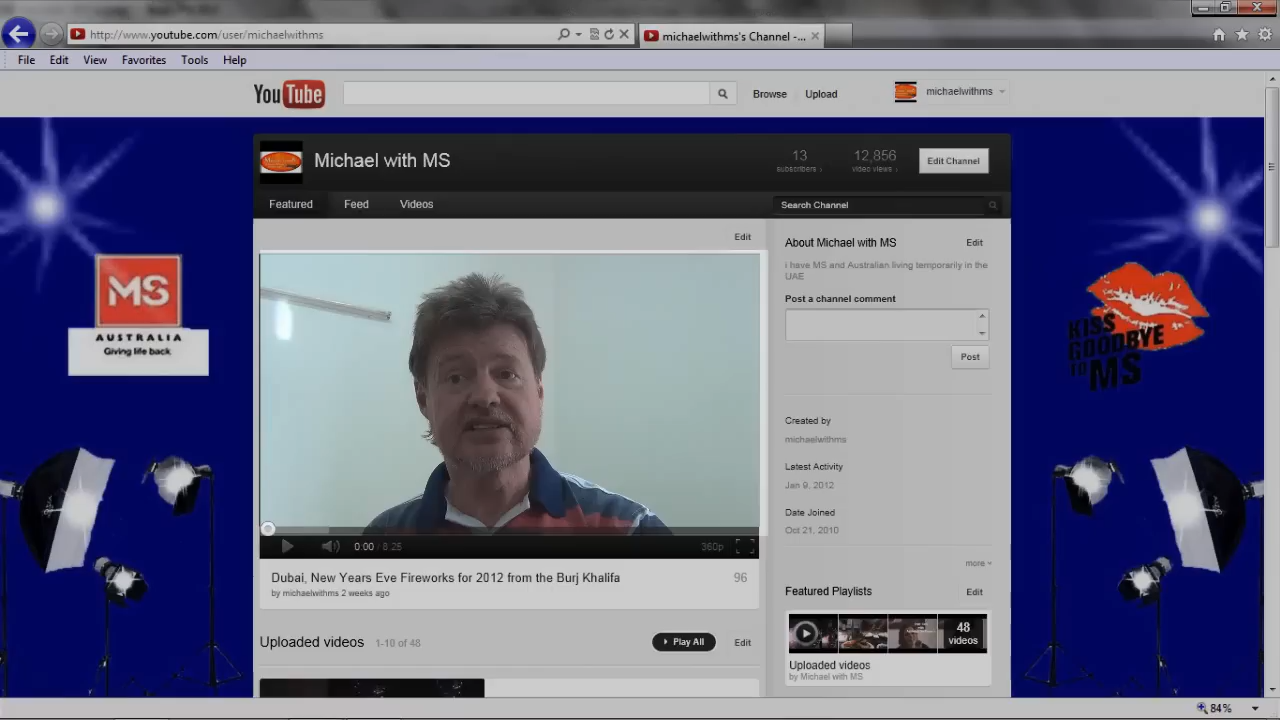 http://www.youtube.com/user/michaelwithms
michaelwithms's Channel -...
File Edit View Favorites Tools Help
YouTube
Browse Upload
michaelwithms
Michael with MS
13
subscribers
12,856
video views
Edit Channel
Featured Feed Videos
Search Channel
Edit
About Michael with MS
Edit
i have MS and Australian living temporarily in the
UAE
Post a channel comment
Post
MS
AUSTRALIA
Giving life back
KISS
GOODBYE
TO MS
Created by
michaelwithms
Latest Activity
Jan 9, 2012
Date Joined
Oct 21, 2010
0:00 / 8:25
360p
more
Dubai, New Years Eve Fireworks for 2012 from the Burj Khalifa
96
by michaelwithms 2 weeks ago
Featured Playlists
Edit
48
videos
Uploaded videos
by Michael with MS
Uploaded videos 1-10 of 48
Play All
Edit
84%